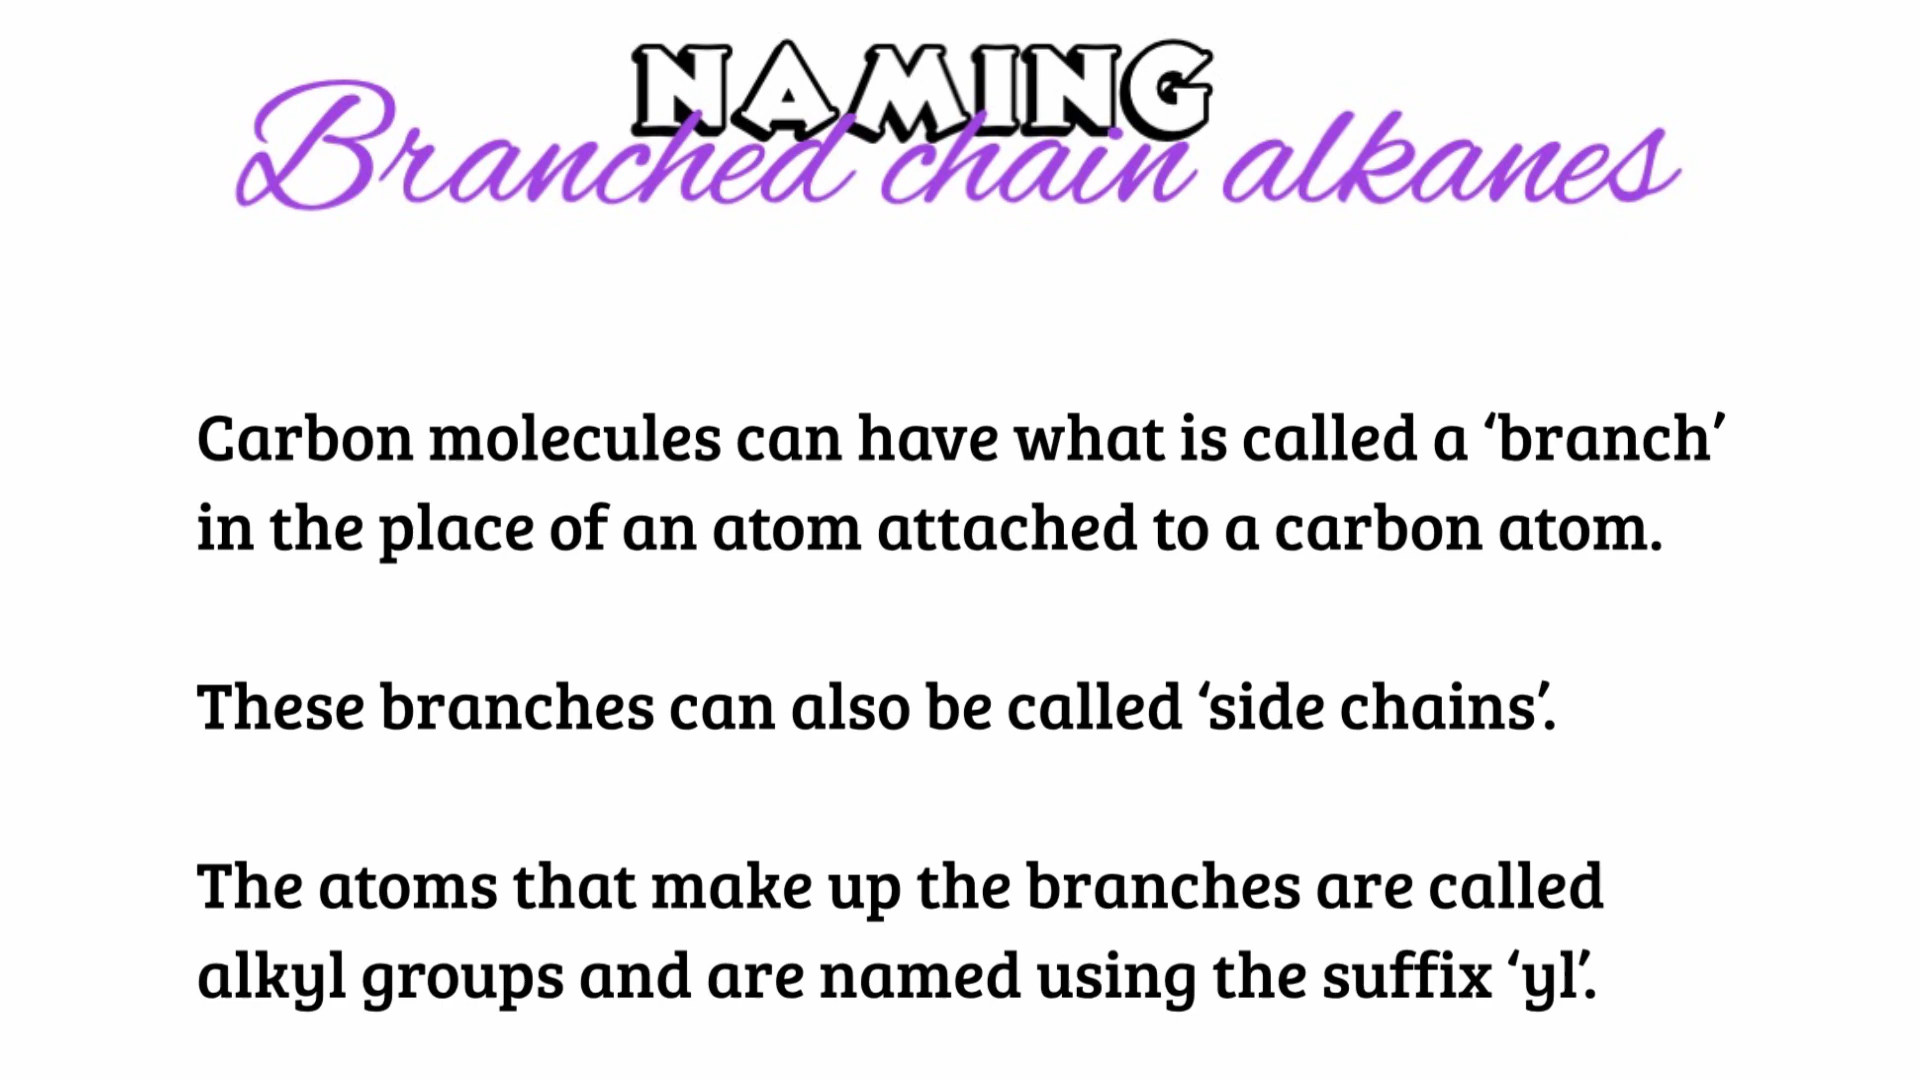 NAMING
Branched chain alkanes
Carbon molecules can have what is called a ‘branch’
in the place of an atom attached to a carbon atom.
These branches can also be called ‘side chains’.
The atoms that make up the branches are called
alkyl groups and are named using the suffix ‘yl’.